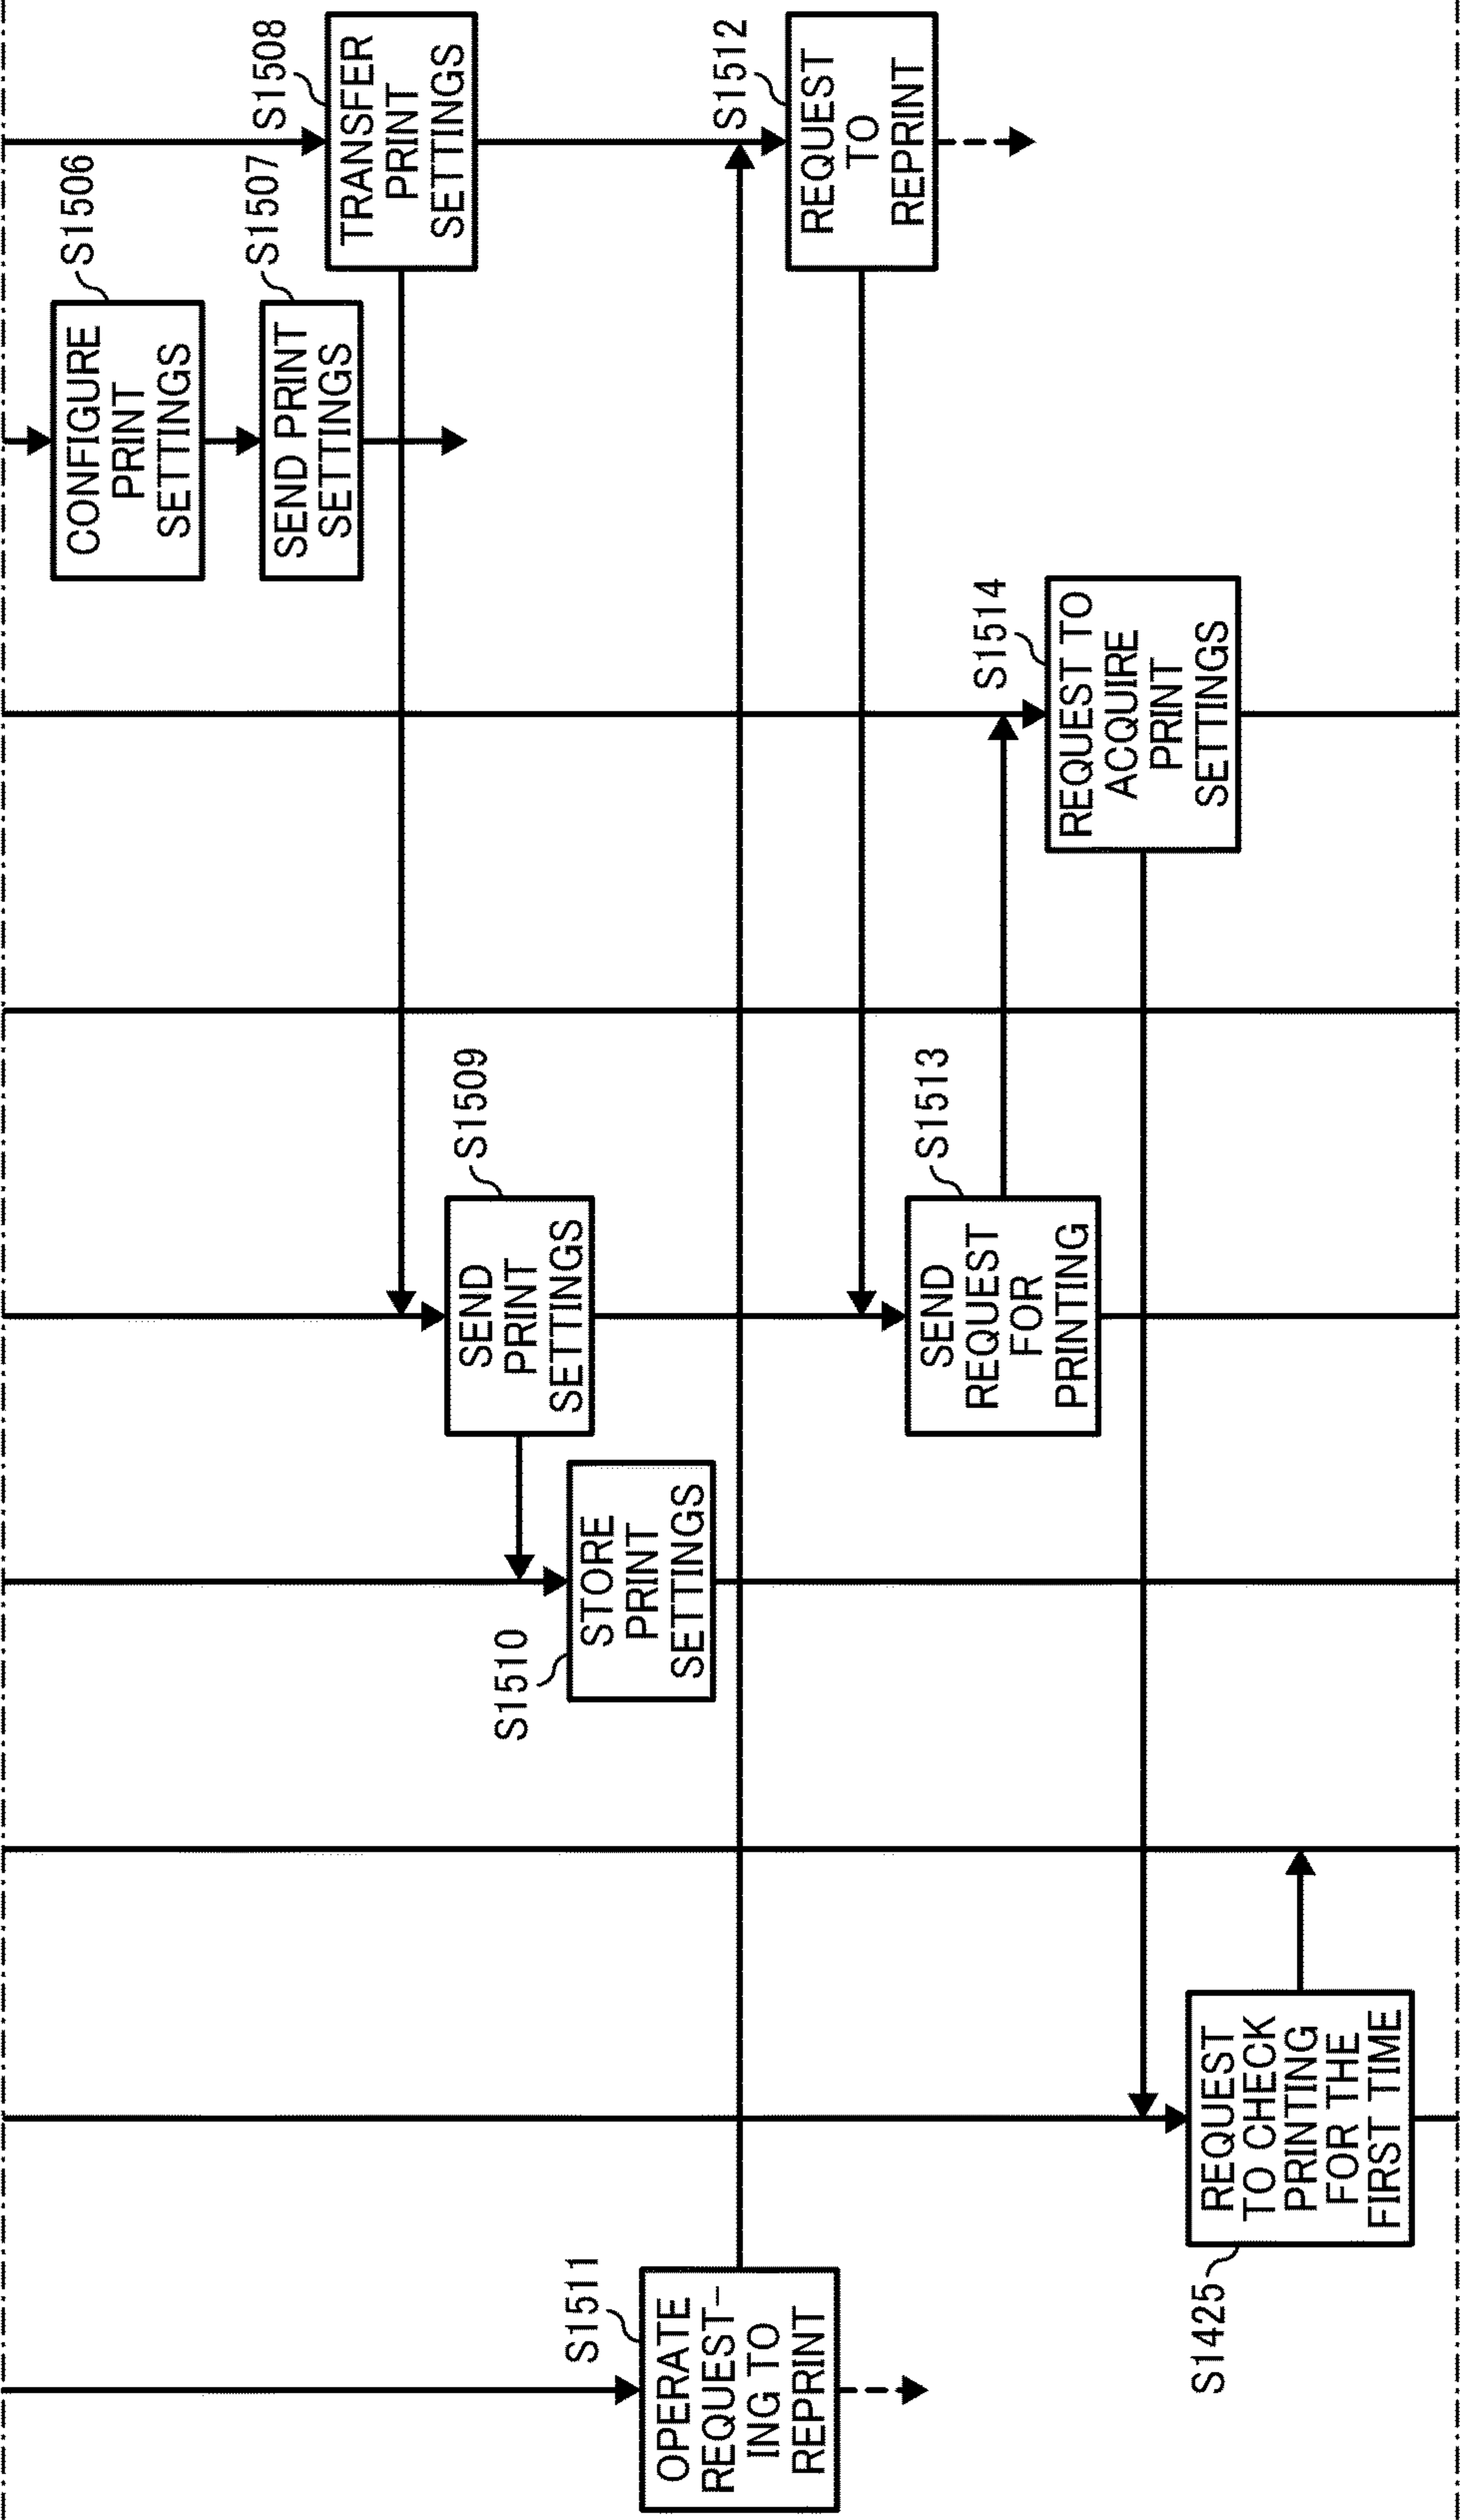 S1506
CONFIGURE
PRINT
SETTINGS
S1507
SEND PRINT
SETTINGS
S1508
TRANSFER
PRINT
SETTINGS
S1509
SEND
PRINT
SETTINGS
S1510
STORE
PRINT
SETTINGS
S1511
OPERATE
REQUEST-
ING TO
REPRINT
S1512
REQUEST
TO
REPRINT
S1513
SEND
REQUEST
FOR
PRINTING
S1514
REQUEST TO
ACQUIRE
PRINT
SETTINGS
S1425
REQUEST
TO CHECK
PRINTING
FOR THE
FIRST TIME